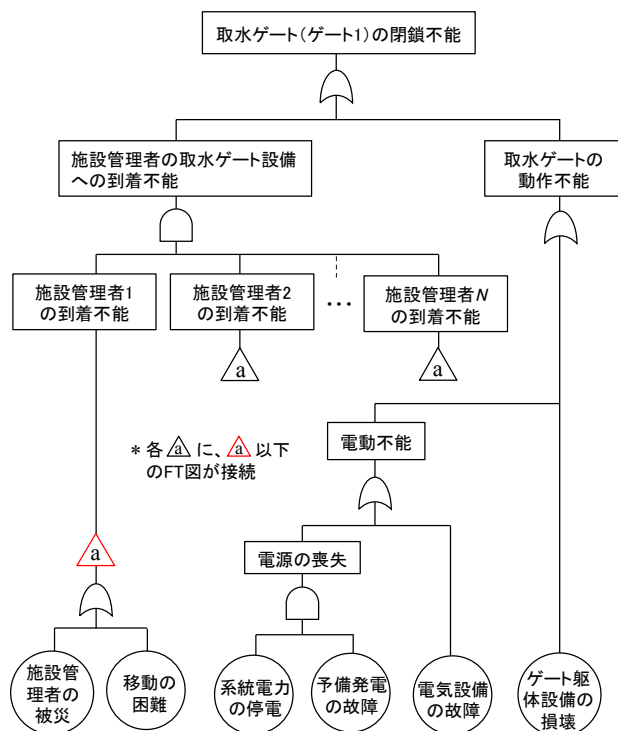 取水ゲート(ゲート1)の閉鎖不能
施設管理者の取水ゲート設備
への到着不能
取水ゲートの
動作不能
施設管理者1
の到着不能
施設管理者2
の到着不能
…
施設管理者N
の到着不能
a
a
電動不能
* 各 a に、 a 以下
のFT図が接続
a
電源の喪失
施設管
理者の
被災
移動の
困難
系統電力
の停電
予備発電
の故障
電気設備
の故障
ゲート躯
体設備の
損壊